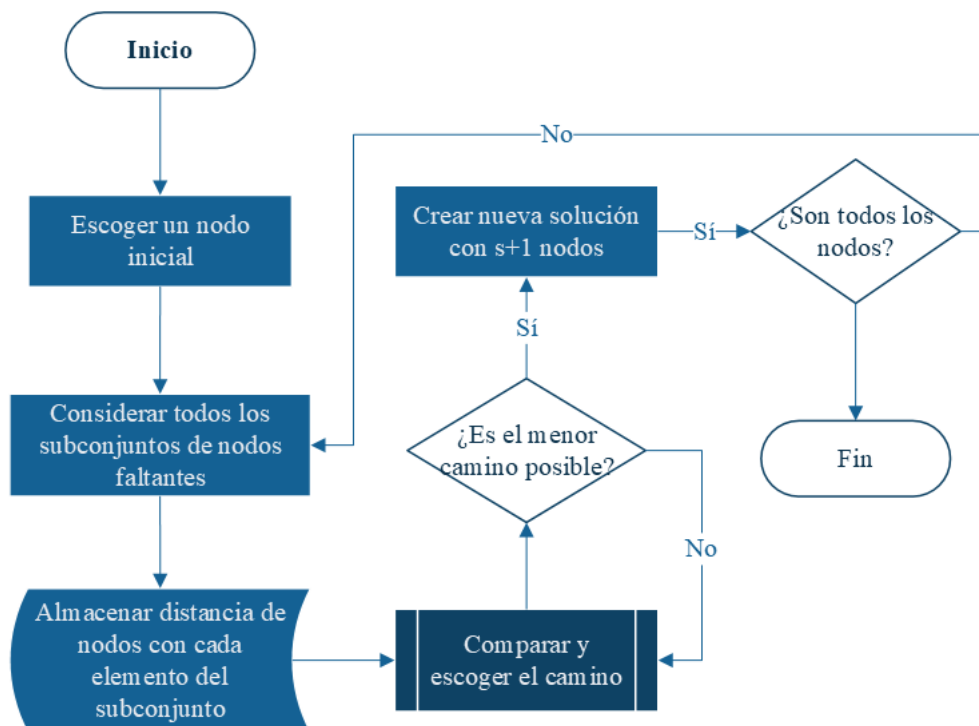 Inicio
No
Escoger un nodo
inicial
Crear nueva solución
con s+1 nodos
Sí
¿Son todos los
nodos?
Sí
Considerar todos los
subconjuntos de nodos
faltantes
¿Es el menor
camino posible?
Fin
No
Almacenar distancia de
nodos con cada
elemento del
subconjunto
Comparar y
escoger el camino